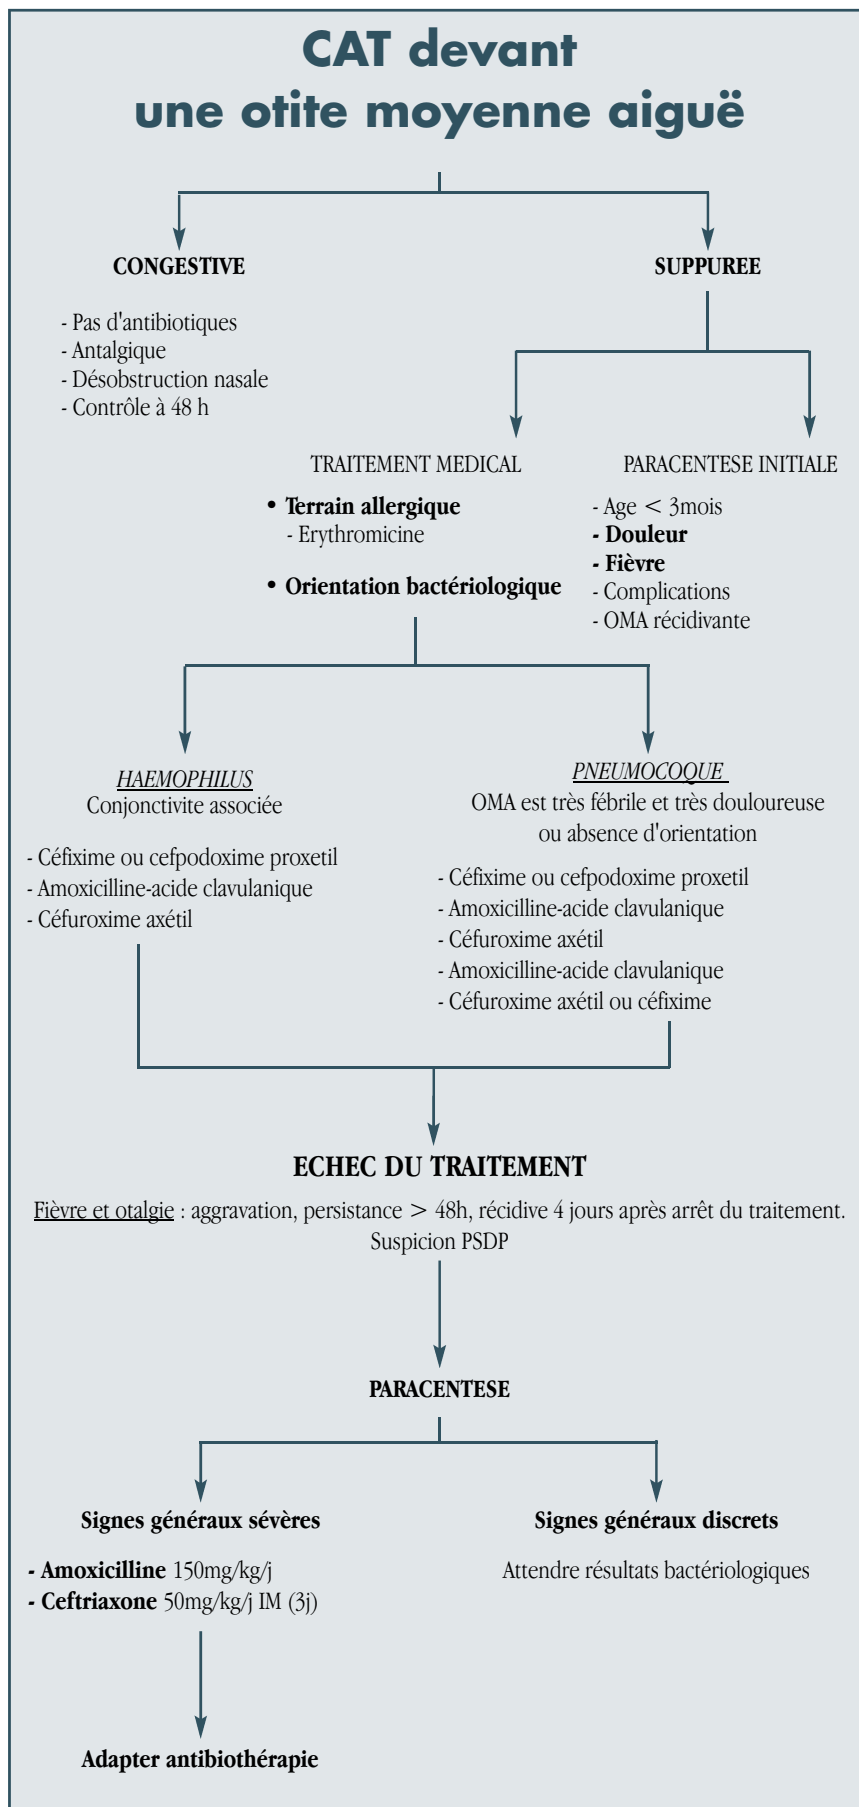 CAT devant
une otite moyenne aiguë
CONGESTIVE
- Pas d'antibiotiques
- Antalgique
- Désobstruction nasale
- Contrôle à 48 h
SUPPUREE
TRAITEMENT MEDICAL
• Terrain allergique
- Erythromicine
• Orientation bactériologique
PARACENTESE INITIALE
- Age < 3mois
- Douleur
- Fièvre
- Complications
- OMA récidivante
HAEMOPHILUS
Conjonctivite associée
- Céfixime ou cefpodoxime proxetil
- Amoxicilline-acide clavulanique
- Céfuroxime axétil
PNEUMOCOQUE
OMA est très fébrile et très douloureuse
ou absence d'orientation
- Céfixime ou cefpodoxime proxetil
- Amoxicilline-acide clavulanique
- Céfuroxime axétil
- Amoxicilline-acide clavulanique
- Céfuroxime axétil ou céfixime
ECHEC DU TRAITEMENT
Fièvre et otalgie : aggravation, persistance > 48h, récidive 4 jours après arrêt du traitement.
Suspicion PSDP
PARACENTESE
Signes généraux sévères
- Amoxicilline 150mg/kg/j
- Ceftriaxone 50mg/kg/j IM (3j)
Adapter antibiothérapie
Signes généraux discrets
Attendre résultats bactériologiques